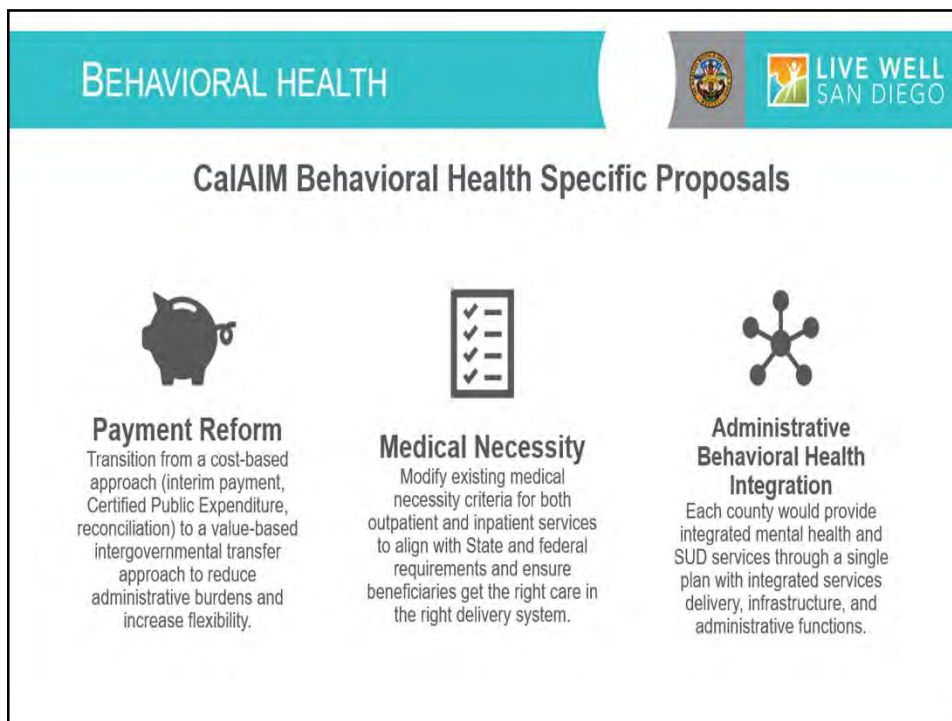 BEHAVIORAL HEALTH
LIVE WELL
SAN DIEGO
CalAIM Behavioral Health Specific Proposals
Payment Reform
Transition from a cost-based
approach (interim payment,
Certified Public Expenditure,
reconciliation) to a value-based
intergovernmental transfer
approach to reduce
administrative burdens and
increase flexibility.
Medical Necessity
Modify existing medical
necessity criteria for both
outpatient and inpatient services
to align with State and federal
requirements and ensure
beneficiaries get the right care in
the right delivery system.
Administrative
Behavioral Health
Integration
Each county would provide
integrated mental health and
SUD services through a single
plan with integrated services
delivery, infrastructure, and
administrative functions.